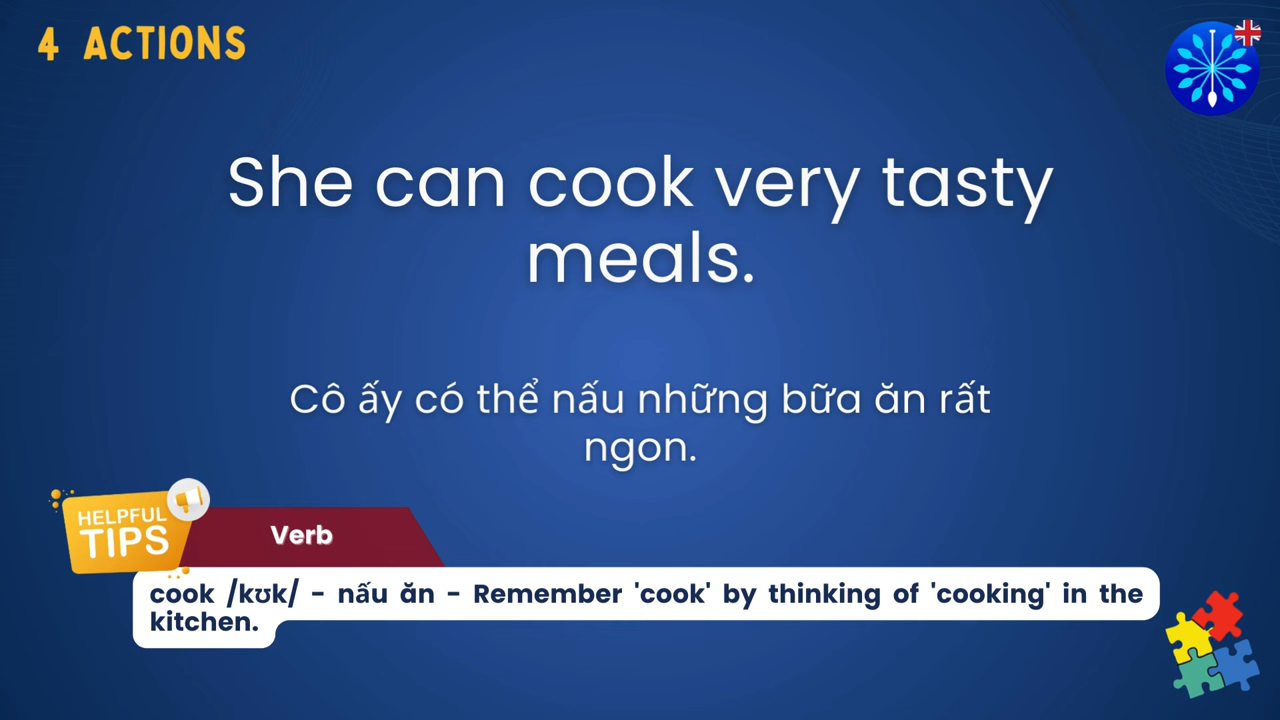 4 ACTIONS
She can cook very tasty
meals.
Cô ấy có thể nấu những bữa ăn rất
ngon.
HELPFUL
TIPS
Verb
cook /kʊk/ - nấu ăn - Remember 'cook' by thinking of 'cooking' in the
kitchen.